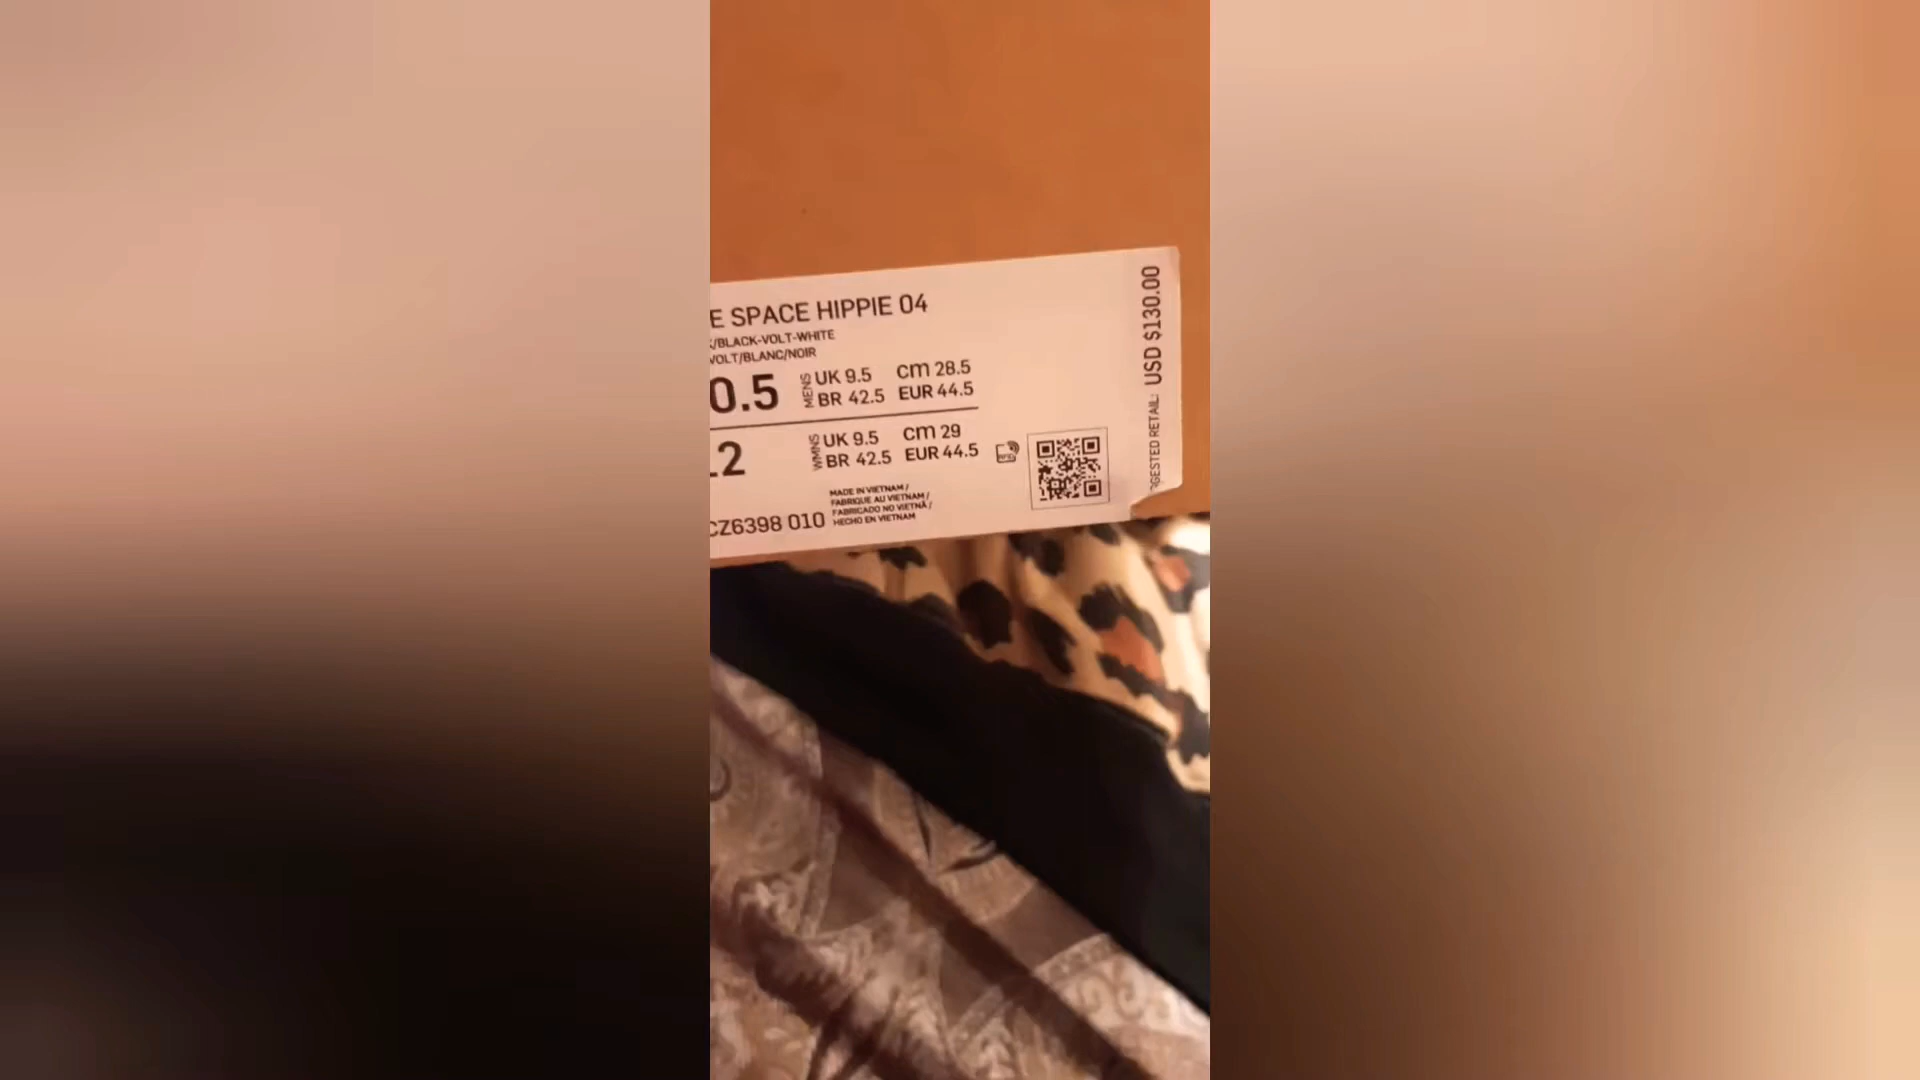 E SPACE HIPPIE 04
/BLACK-VOLT-WHITE
VOLT/BLANC/NOIR
0.5 MENS UK 9.5 cm 28.5
BR 42.5 EUR 44.5
2 WMNS UK 9.5 cm 29
BR 42.5 EUR 44.5
MADE IN VIETNAM /
FABRIQUE AU VIETNAM /
FABRICADO NO VIETNÃ /
HECHO EN VIETNAM
CZ6398 010
GGESTED RETAIL: USD $130.00